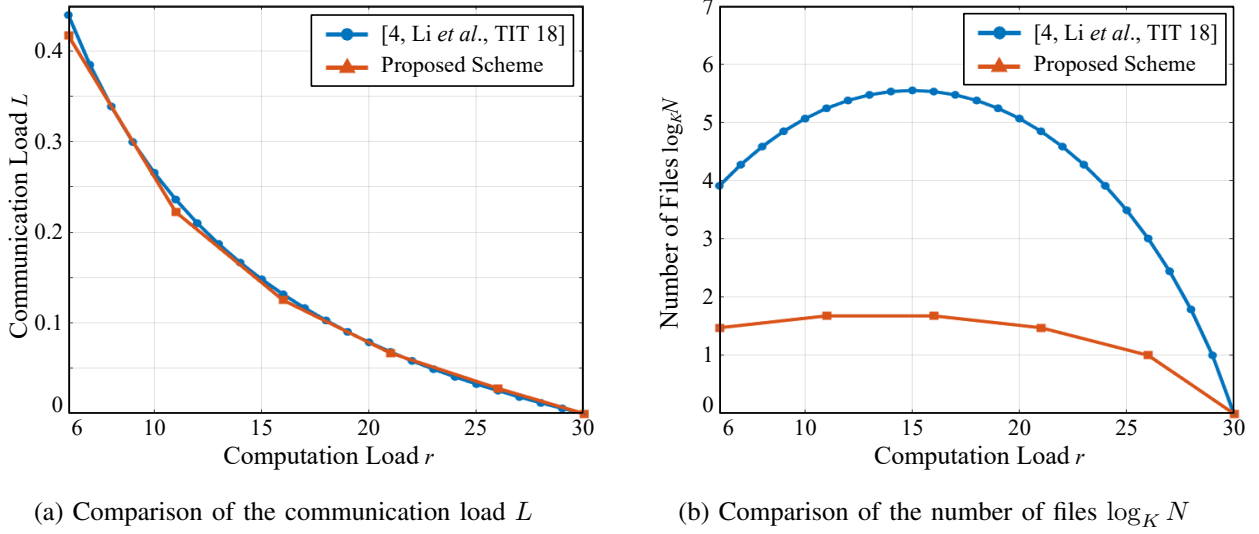 0.4
0.3
0.2
0.1
0
Communication Load L
[4, Li et al., TIT 18]
Proposed Scheme
6 10 15 20 25 30
Computation Load r
(a) Comparison of the communication load L
7
6
5
4
3
2
1
0
Number of Files log_K N
[4, Li et al., TIT 18]
Proposed Scheme
6 10 15 20 25 30
Computation Load r
(b) Comparison of the number of files log_K N